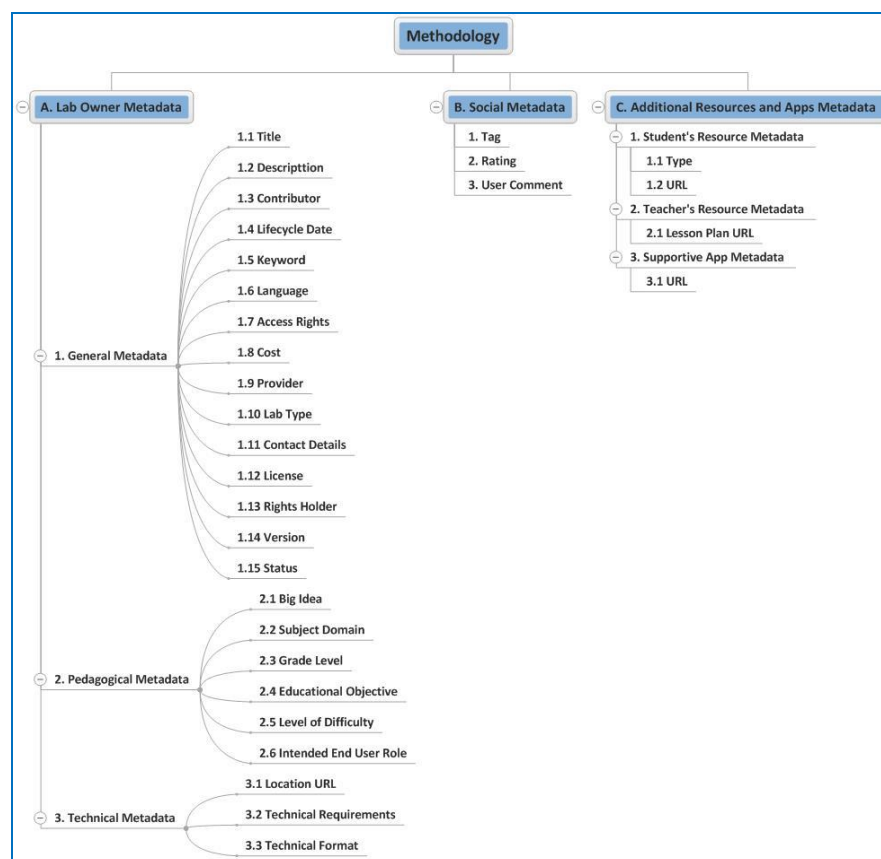 Methodology
A. Lab Owner Metadata
1. General Metadata
1.1 Title
1.2 Descripttion
1.3 Contributor
1.4 Lifecycle Date
1.5 Keyword
1.6 Language
1.7 Access Rights
1.8 Cost
1.9 Provider
1.10 Lab Type
1.11 Contact Details
1.12 License
1.13 Rights Holder
1.14 Version
1.15 Status
2. Pedagogical Metadata
2.1 Big Idea
2.2 Subject Domain
2.3 Grade Level
2.4 Educational Objective
2.5 Level of Difficulty
2.6 Intended End User Role
3. Technical Metadata
3.1 Location URL
3.2 Technical Requirements
3.3 Technical Format
B. Social Metadata
1. Tag
2. Rating
3. User Comment
C. Additional Resources and Apps Metadata
1. Student's Resource Metadata
1.1 Type
1.2 URL
2. Teacher's Resource Metadata
2.1 Lesson Plan URL
3. Supportive App Metadata
3.1 URL